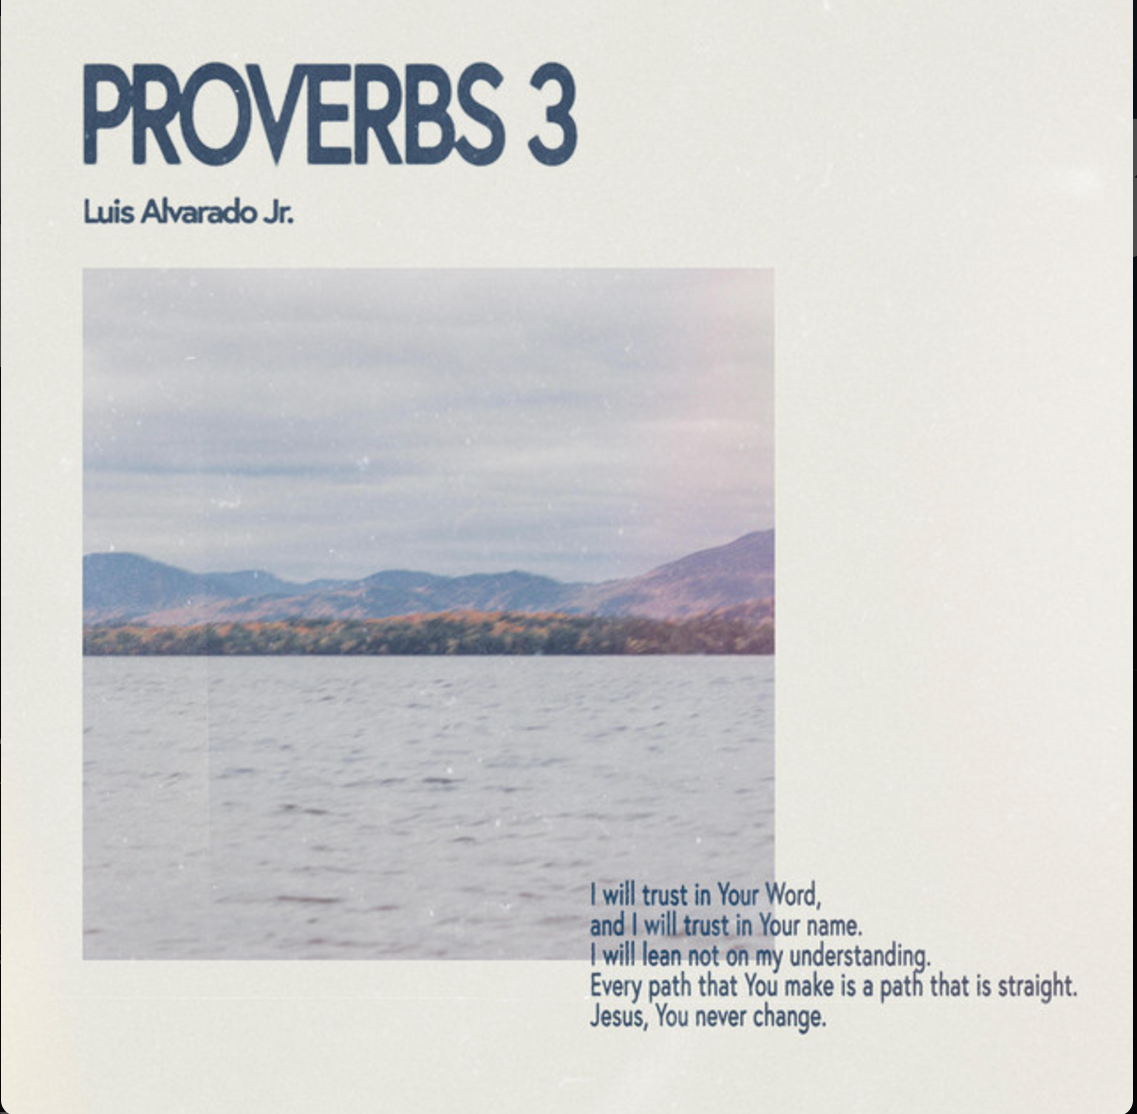 PROVERBS 3
Luis Alvarado Jr.
I will trust in Your Word,
and I will trust in Your name.
I will lean not on my understanding.
Every path that You make is a path that is straight.
Jesus, You never change.